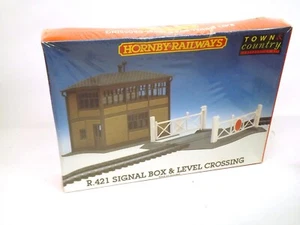 HORNBY RAILWAYS
TOWN &
country
R.421 SIGNAL BOX & LEVEL CROSSING